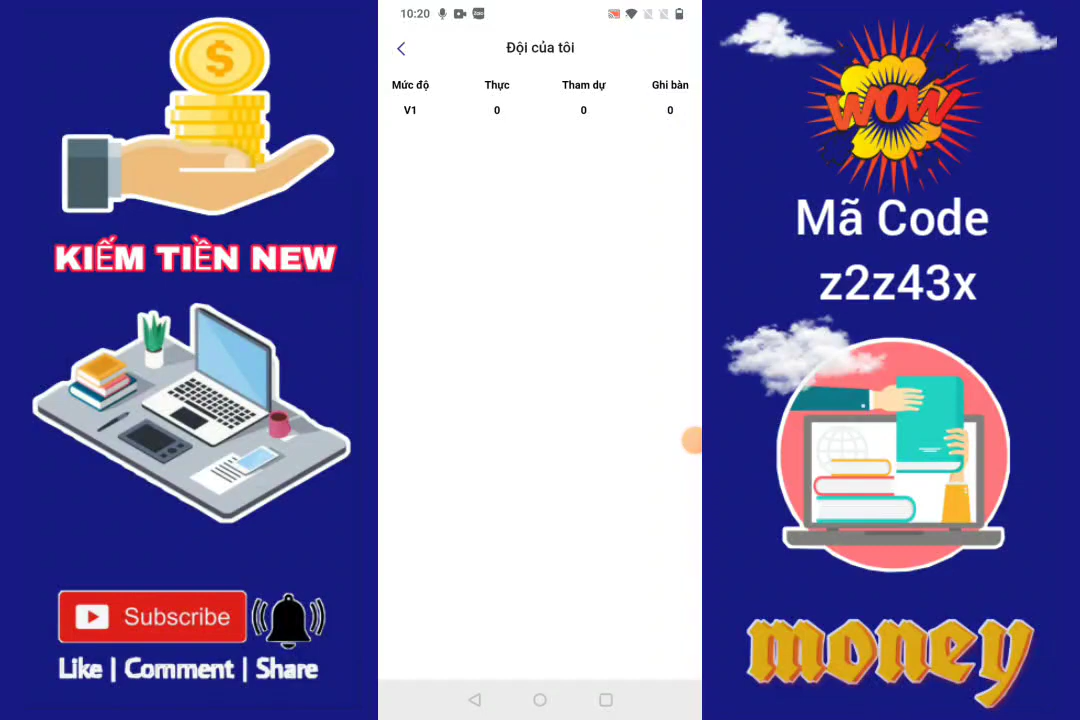 KIẾM TIỀN NEW
Subscribe
Like | Comment | Share
10:20
Đội của tôi
Mức độ Thực Tham dự Ghi bàn
V1 0 0 0
WOW
Mã Code
z2z43x
money